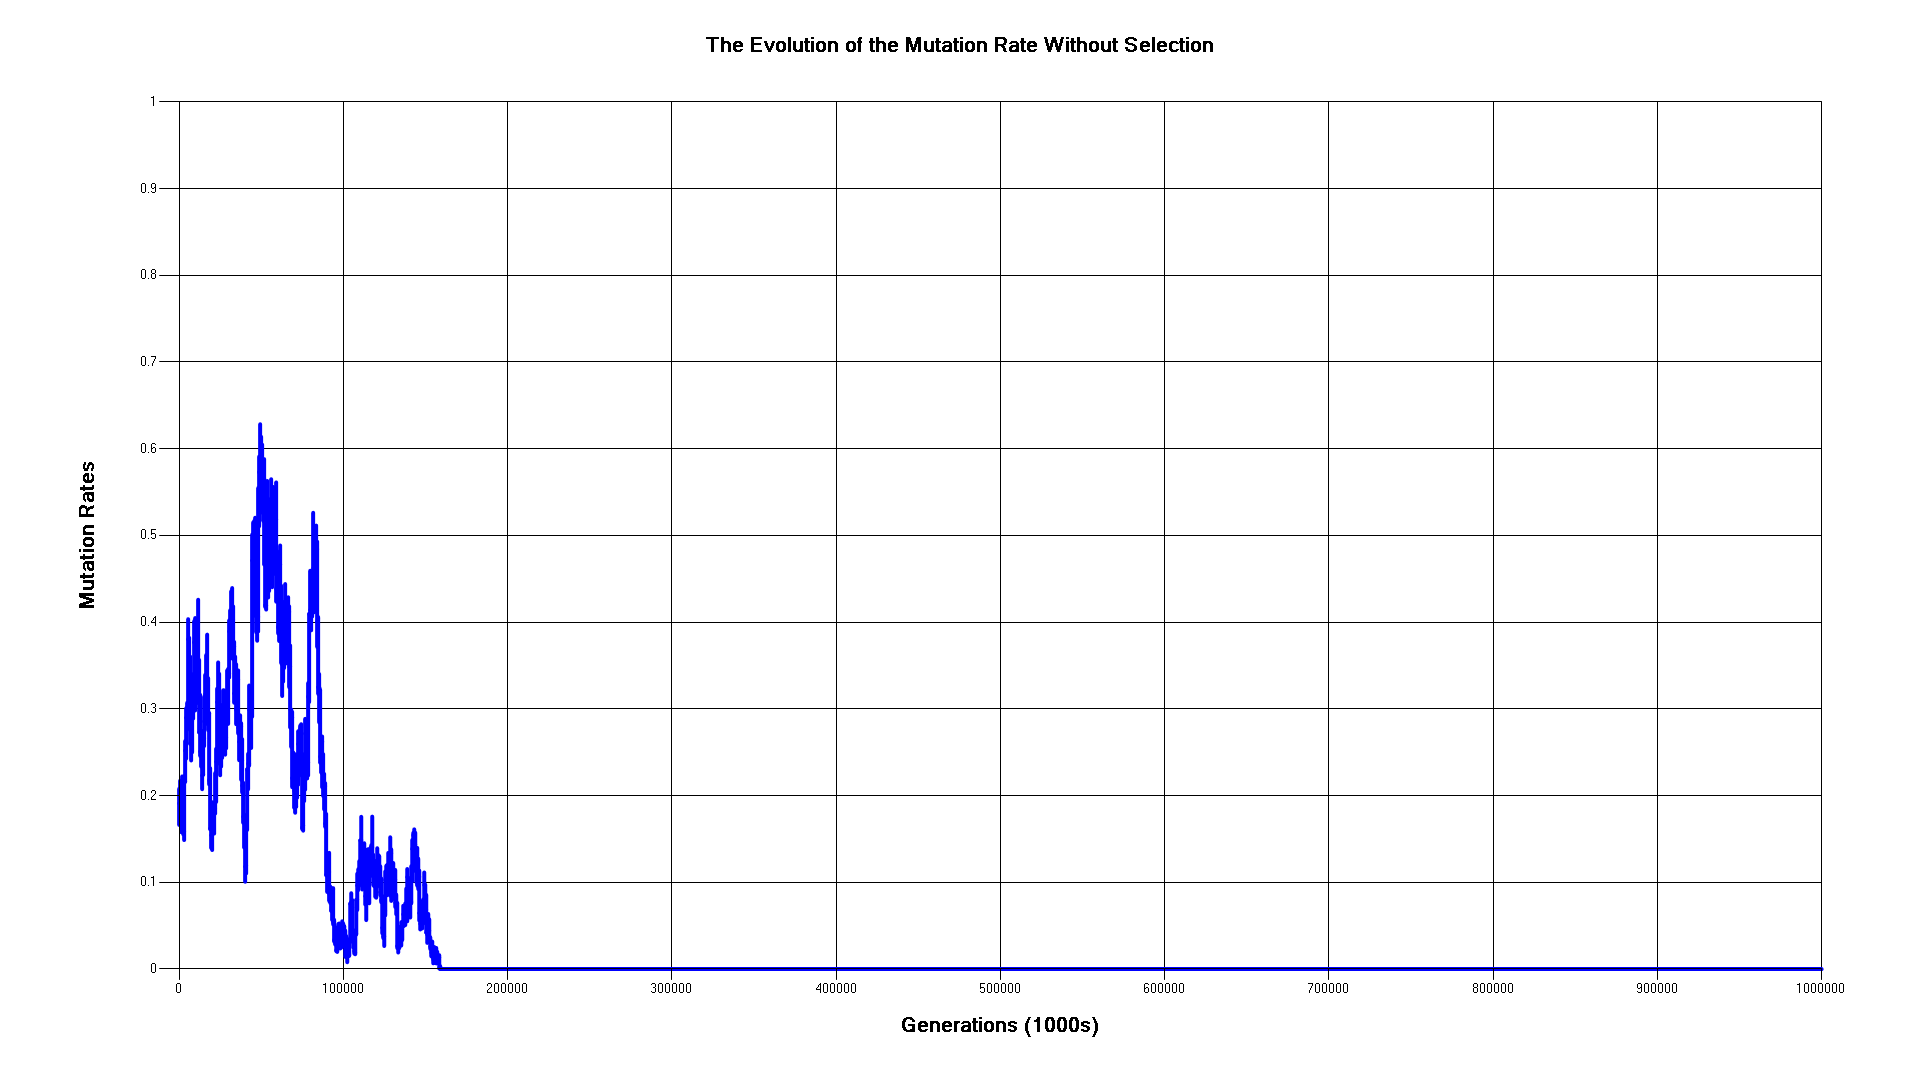 The Evolution of the Mutation Rate Without Selection
1
0.9
0.8
0.7
0.6
0.5
0.4
0.3
0.2
0.1
0
Mutation Rates
0 100000 200000 300000 400000 500000 600000 700000 800000 900000 1000000
Generations (1000s)